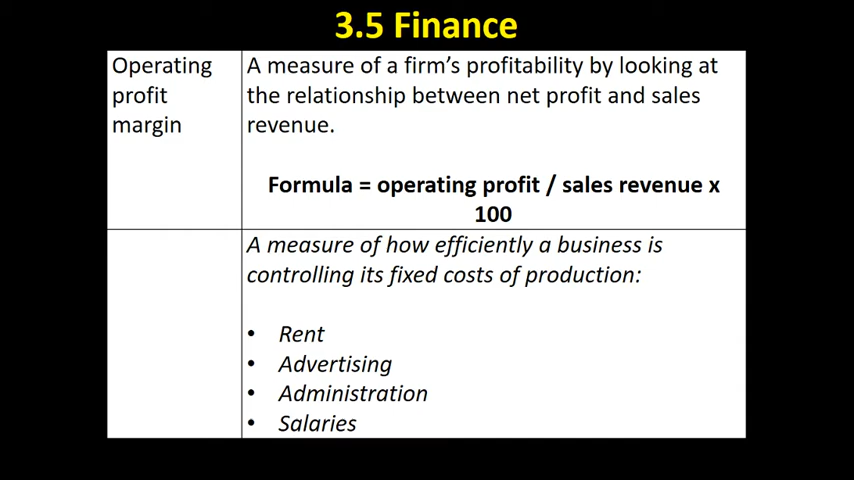 3.5 Finance
Operating
profit
margin
A measure of a firm's profitability by looking at
the relationship between net profit and sales
revenue.
Formula = operating profit / sales revenue x
100
A measure of how efficiently a business is
controlling its fixed costs of production:
• Rent
• Advertising
• Administration
• Salaries